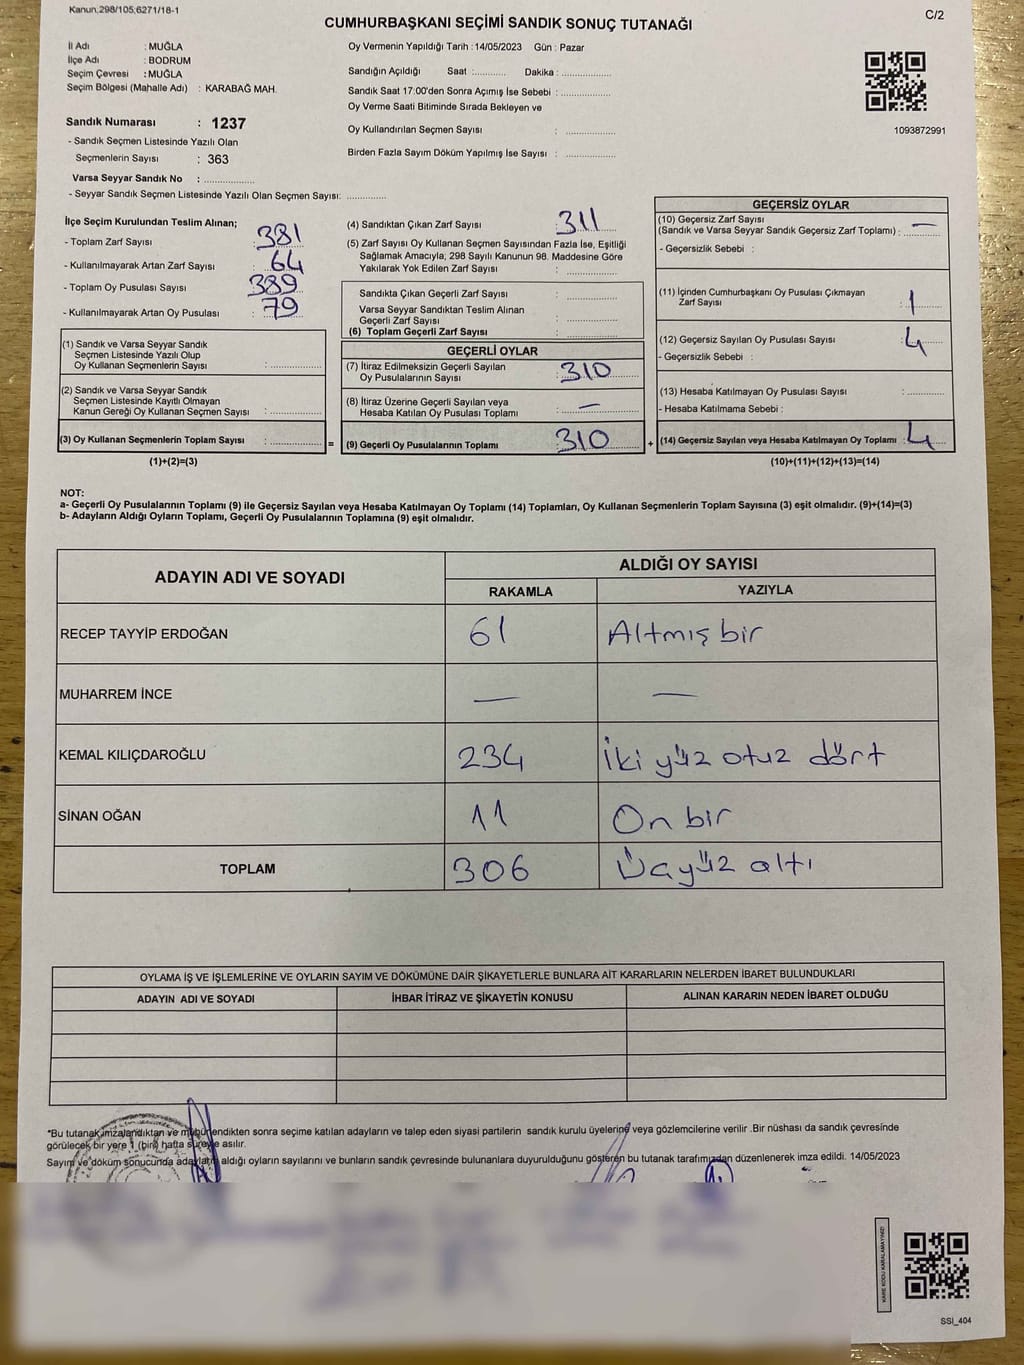 Kanun,298/105,6271/18-1
C/2
CUMHURBAŞKANI SEÇİMİ SANDIK SONUÇ TUTANAĞI
İl Adı : MUĞLA
İlçe Adı : BODRUM
Seçim Çevresi : MUĞLA
Seçim Bölgesi (Mahalle Adı) : KARABAĞ MAH.
Oy Vermenin Yapıldığı Tarih : 14/05/2023 Gün : Pazar
Sandığın Açıldığı Saat :........... Dakika : ................
Sandık Saat 17:00'den Sonra Açımış İse Sebebi : ................
Oy Verme Saati Bitiminde Sırada Bekleyen ve
Oy Kullandırılan Seçmen Sayısı : ................
Birden Fazla Sayım Döküm Yapılmış İse Sayısı : ................
1093872991
Sandık Numarası : 1237
- Sandık Seçmen Listesinde Yazılı Olan
Seçmenlerin Sayısı : 363
Varsa Seyyar Sandık No : ................
- Seyyar Sandık Seçmen Listesinde Yazılı Olan Seçmen Sayısı: ............
İlçe Seçim Kurulundan Teslim Alınan;
- Toplam Zarf Sayısı : 381
- Kullanılmayarak Artan Zarf Sayısı : 64
- Toplam Oy Pusulası Sayısı : 389
- Kullanılmayarak Artan Oy Pusulası : 79
(1) Sandık ve Varsa Seyyar Sandık
Seçmen Listesinde Yazılı Olup
Oy Kullanan Seçmenlerin Sayısı : ................
(2) Sandık ve Varsa Seyyar Sandık
Seçmen Listesinde Kayıtlı Olmayan
Kanun Gereği Oy Kullanan Seçmen Sayısı : ................
(3) Oy Kullanan Seçmenlerin Toplam Sayısı : ................ =
(1)+(2)=(3)
(4) Sandıktan Çıkan Zarf Sayısı : 311
(5) Zarf Sayısı Oy Kullanan Seçmen Sayısından Fazla İse, Eşitliği
Sağlamak Amacıyla; 298 Sayılı Kanunun 98. Maddesine Göre
Yakılarak Yok Edilen Zarf Sayısı : ................
Sandıkta Çıkan Geçerli Zarf Sayısı : ................
Varsa Seyyar Sandıktan Teslim Alınan
Geçerli Zarf Sayısı : ................
(6) Toplam Geçerli Zarf Sayısı : ................
GEÇERLİ OYLAR
(7) İtiraz Edilmeksizin Geçerli Sayılan
Oy Pusulalarının Sayısı : 310
(8) İtiraz Üzerine Geçerli Sayılan veya
Hesaba Katılan Oy Pusulası Toplamı : —
(9) Geçerli Oy Pusulalarının Toplamı : 310 +
GEÇERSİZ OYLAR
(10) Geçersiz Zarf Sayısı
(Sandık ve Varsa Seyyar Sandık Geçersiz Zarf Toplamı) : —
- Geçersizlik Sebebi :
(11) İçinden Cumhurbaşkanı Oy Pusulası Çıkmayan
Zarf Sayısı : 1
(12) Geçersiz Sayılan Oy Pusulası Sayısı : 4
- Geçersizlik Sebebi :
(13) Hesaba Katılmayan Oy Pusulası Sayısı : ............
- Hesaba Katılmama Sebebi :
(14) Geçersiz Sayılan veya Hesaba Katılmayan Oy Toplamı : 4
(10)+(11)+(12)+(13)=(14)
NOT:
a- Geçerli Oy Pusulalarının Toplamı (9) ile Geçersiz Sayılan veya Hesaba Katılmayan Oy Toplamı (14) Toplamları, Oy Kullanan Seçmenlerin Toplam Sayısına (3) eşit olmalıdır. (9)+(14)=(3)
b- Adayların Aldığı Oyların Toplamı, Geçerli Oy Pusulalarının Toplamına (9) eşit olmalıdır.
ADAYIN ADI VE SOYADI
ALDIĞI OY SAYISI
RAKAMLA YAZIYLA
RECEP TAYYİP ERDOĞAN 61 Altmış bir
MUHARREM İNCE — —
KEMAL KILIÇDAROĞLU 234 İki yüz otuz dört
SİNAN OĞAN 11 On bir
TOPLAM 306 Üçyüz altı
OYLAMA İŞ VE İŞLEMLERİNE VE OYLARIN SAYIM VE DÖKÜMÜNE DAİR ŞİKAYETLERLE BUNLARA AİT KARARLARIN NELERDEN İBARET BULUNDUKLARI
ADAYIN ADI VE SOYADI İHBAR İTİRAZ VE ŞİKAYETİN KONUSU ALINAN KARARIN NEDEN İBARET OLDUĞU
*Bu tutanak imzalandıktan ve mühürlendikten sonra seçime katılan adayların ve talep eden siyasi partilerin sandık kurulu üyelerine veya gözlemcilerine verilir .Bir nüshası da sandık çevresinde
görülecek bir yere 1 (bir) hafta süreyle asılır.
Sayım ve döküm sonucunda adayların aldığı oyların sayılarını ve bunların sandık çevresinde bulunanlara duyurulduğunu gösteren bu tutanak tarafımızdan düzenlenerek imza edildi. 14/05/2023
KARE KODU KARALAMAYINIZ!
SSI_404